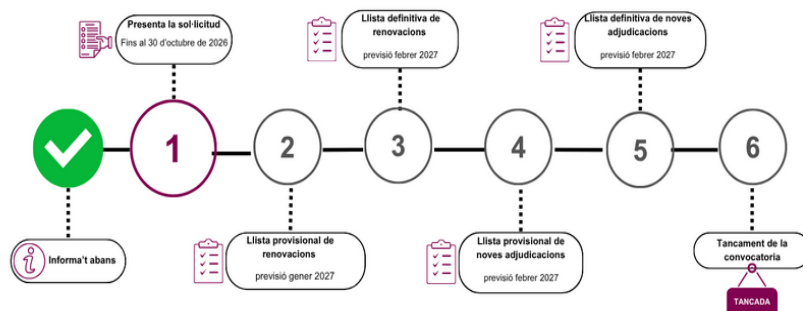 Presenta la sol·licitud
Fins al 30 d'octubre de 2026
Llista definitiva de
renovacions
previsió febrer 2027
Llista definitiva de noves
adjudicacions
previsió febrer 2027
1
2
3
4
5
6
Informa't abans
Llista provisional de
renovacions
previsió gener 2027
Llista provisional de
noves adjudicacions
previsió febrer 2027
Tancament de la
convocatoria
TANCADA